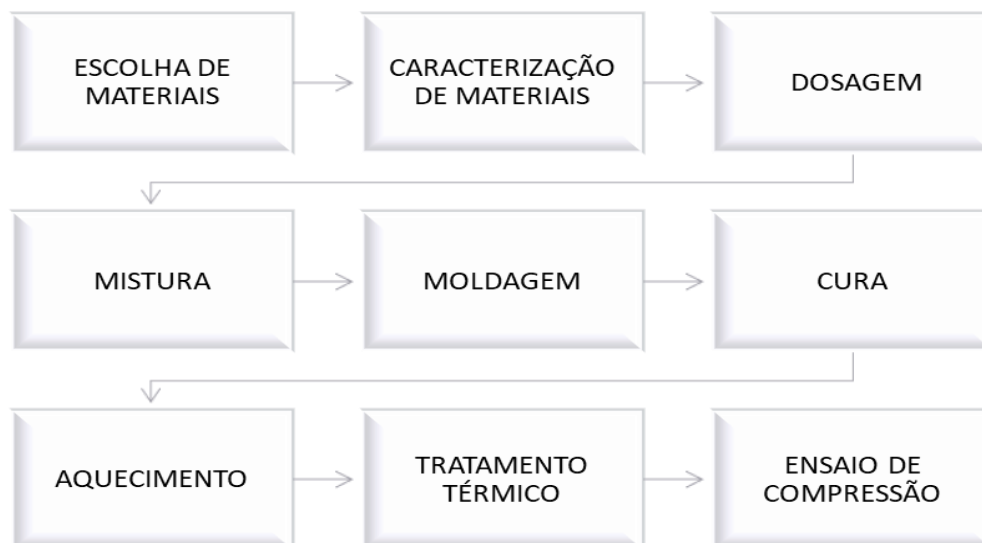 ESCOLHA DE
MATERIAIS
CARACTERIZAÇÃO
DE MATERIAIS
DOSAGEM
MISTURA
MOLDAGEM
CURA
AQUECIMENTO
TRATAMENTO
TÉRMICO
ENSAIO DE
COMPRESSÃO